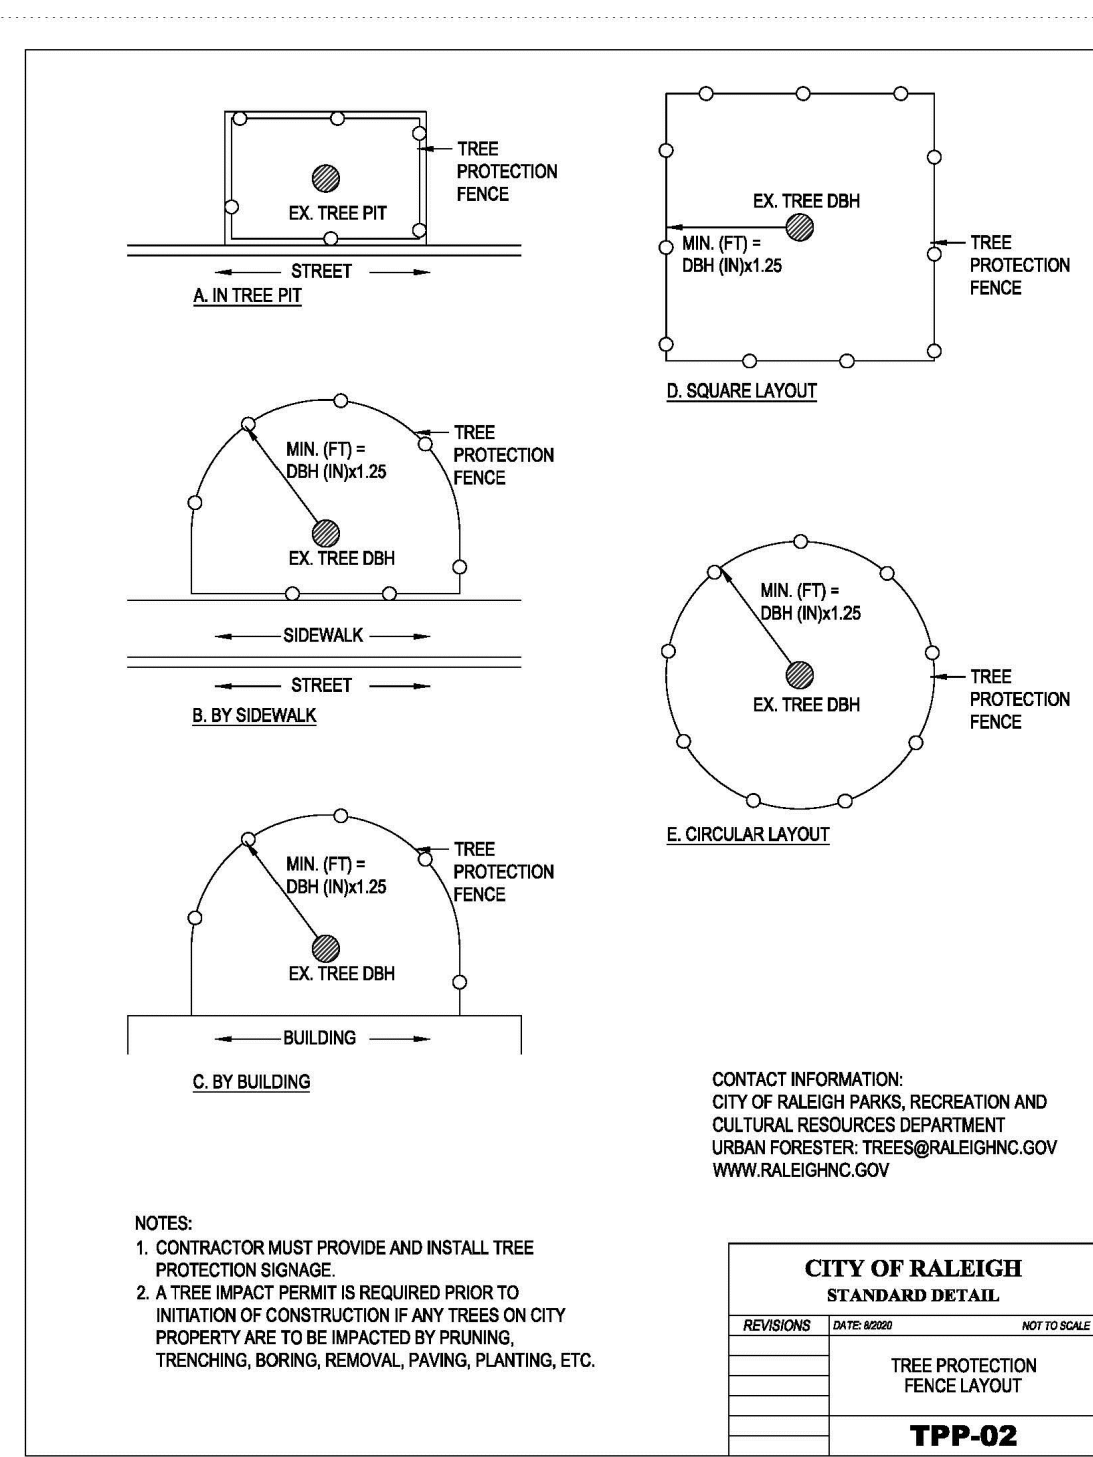 TREE
PROTECTION
FENCE
EX. TREE PIT
STREET
A. IN TREE PIT
EX. TREE DBH
MIN. (FT) =
DBH (IN)x1.25
TREE
PROTECTION
FENCE
D. SQUARE LAYOUT
MIN. (FT) =
DBH (IN)x1.25
TREE
PROTECTION
FENCE
EX. TREE DBH
SIDEWALK
STREET
B. BY SIDEWALK
MIN. (FT) =
DBH (IN)x1.25
EX. TREE DBH
TREE
PROTECTION
FENCE
E. CIRCULAR LAYOUT
MIN. (FT) =
DBH (IN)x1.25
TREE
PROTECTION
FENCE
EX. TREE DBH
BUILDING
C. BY BUILDING
CONTACT INFORMATION:
CITY OF RALEIGH PARKS, RECREATION AND
CULTURAL RESOURCES DEPARTMENT
URBAN FORESTER: TREES@RALEIGHNC.GOV
WWW.RALEIGHNC.GOV
NOTES:
1. CONTRACTOR MUST PROVIDE AND INSTALL TREE
PROTECTION SIGNAGE.
2. A TREE IMPACT PERMIT IS REQUIRED PRIOR TO
INITIATION OF CONSTRUCTION IF ANY TREES ON CITY
PROPERTY ARE TO BE IMPACTED BY PRUNING,
TRENCHING, BORING, REMOVAL, PAVING, PLANTING, ETC.
CITY OF RALEIGH
STANDARD DETAIL
REVISIONS DATE: 8/2020 NOT TO SCALE
TREE PROTECTION
FENCE LAYOUT
TPP-02